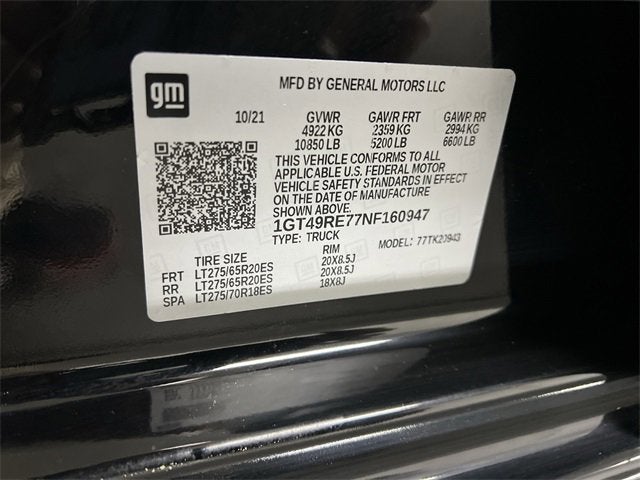 gm
MFD BY GENERAL MOTORS LLC
10/21 GVWR GAWR FRT GAWR RR
4922 KG 2359 KG 2994 KG
10850 LB 5200 LB 6600 LB
THIS VEHICLE CONFORMS TO ALL
APPLICABLE U.S. FEDERAL MOTOR
VEHICLE SAFETY STANDARDS IN EFFECT
ON THE DATE OF MANUFACTURE
SHOWN ABOVE.
1GT49RE77NF160947
TYPE: TRUCK MODEL: 77TK20943
TIRE SIZE RIM
FRT LT275/65R20ES 20X8.5J
RR LT275/65R20ES 20X8.5J
SPA LT275/70R18ES 18X8J